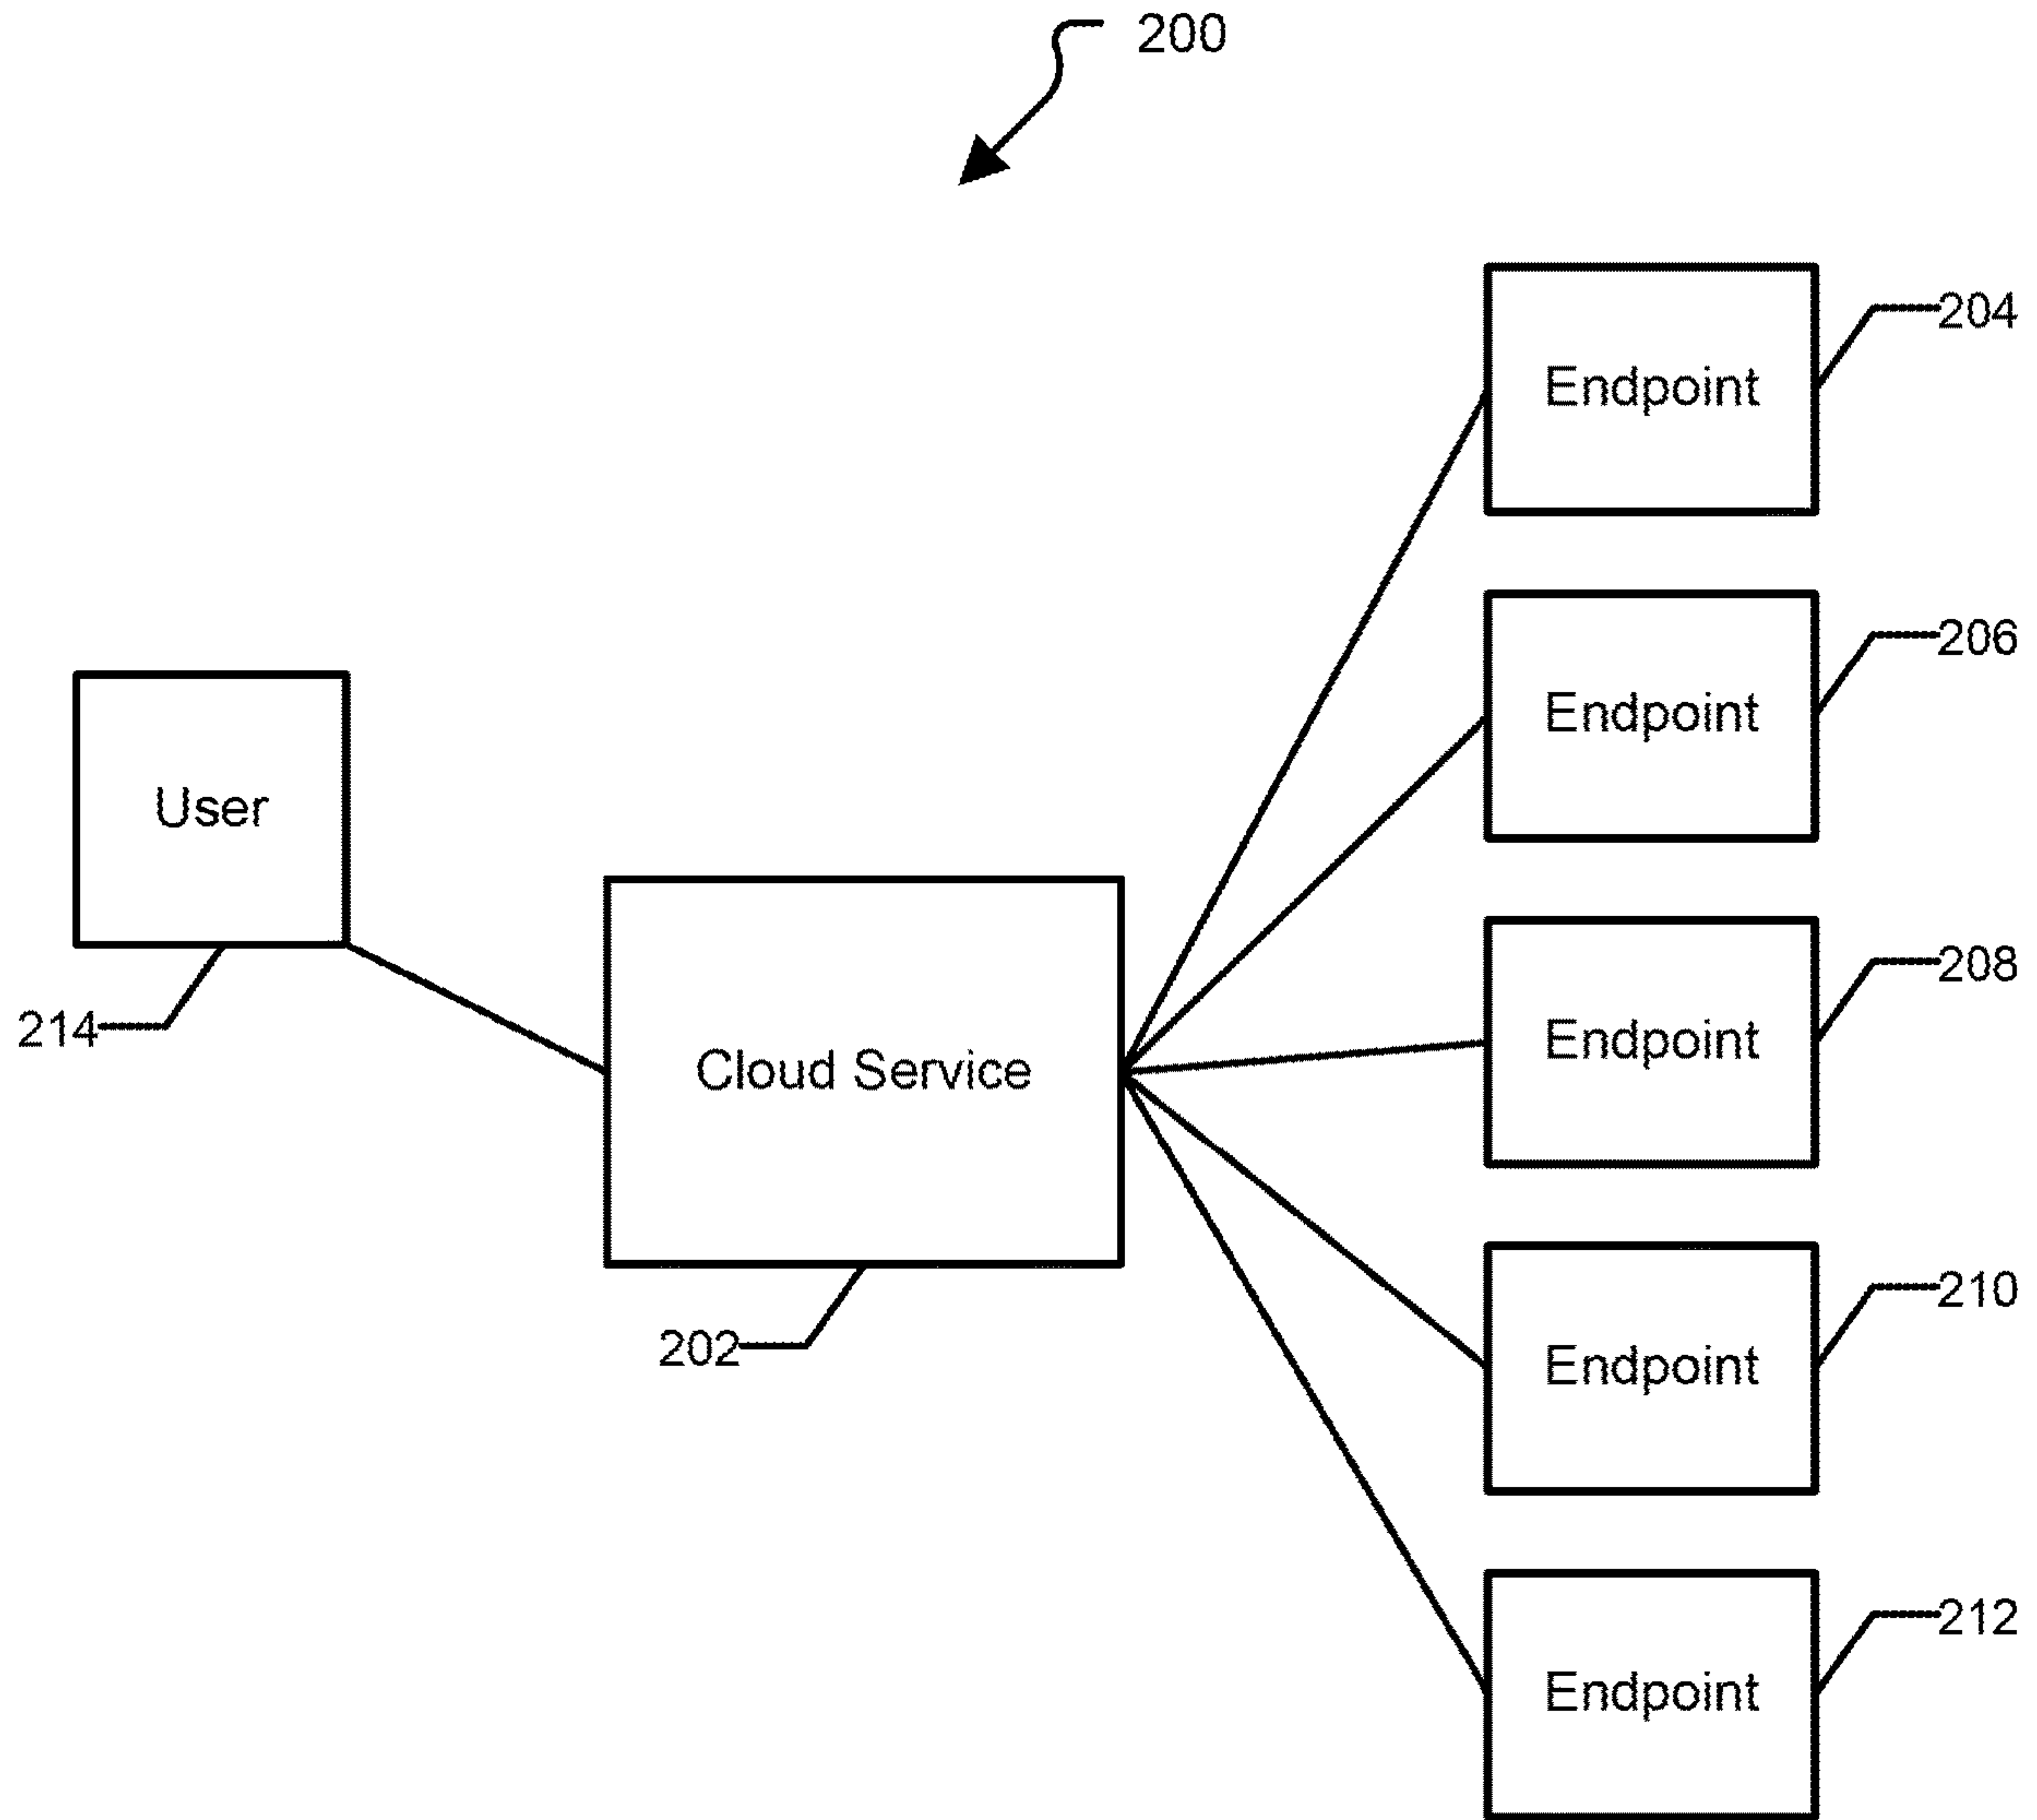 200
Endpoint
204
Endpoint
206
User
214
Cloud Service
202
Endpoint
208
Endpoint
210
Endpoint
212